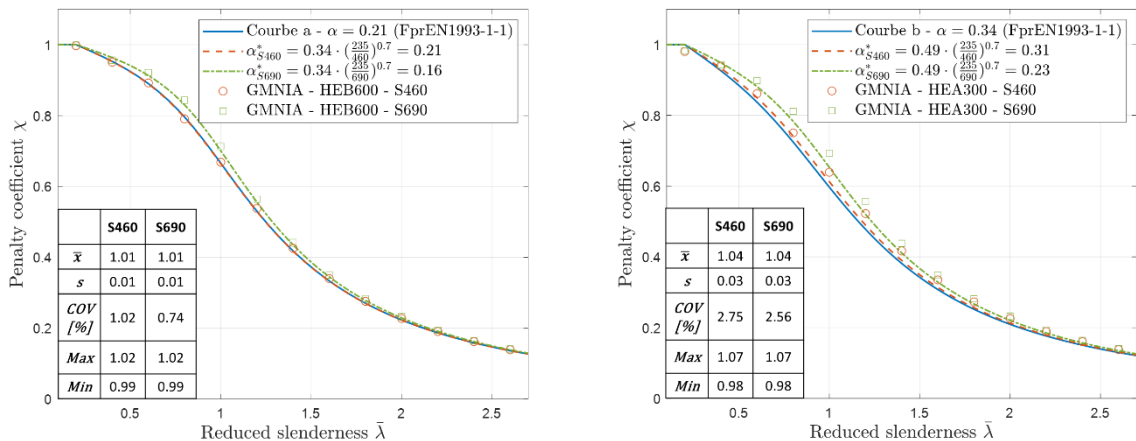 Courbe a - α = 0.21 (FprEN1993-1-1)
α*S460 = 0.34 · (235/460)^0.7 = 0.21
α*S690 = 0.34 · (235/690)^0.7 = 0.16
GMNIA - HEB600 - S460
GMNIA - HEB600 - S690
Penalty coefficient χ
1
0.8
0.6
0.4
0.2
0
S460 S690
x̄ 1.01 1.01
s 0.01 0.01
COV [%] 1.02 0.74
Max 1.02 1.02
Min 0.99 0.99
0.5 1 1.5 2 2.5
Reduced slenderness λ̄
Courbe b - α = 0.34 (FprEN1993-1-1)
α*S460 = 0.49 · (235/460)^0.7 = 0.31
α*S690 = 0.49 · (235/690)^0.7 = 0.23
GMNIA - HEA300 - S460
GMNIA - HEA300 - S690
Penalty coefficient χ
1
0.8
0.6
0.4
0.2
0
S460 S690
x̄ 1.04 1.04
s 0.03 0.03
COV [%] 2.75 2.56
Max 1.07 1.07
Min 0.98 0.98
0.5 1 1.5 2 2.5
Reduced slenderness λ̄